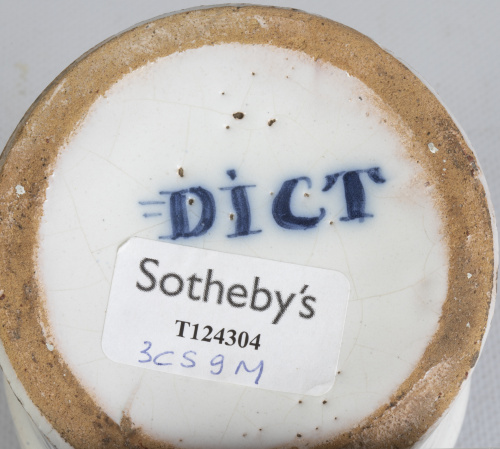 DiCT
Sotheby's
T124304
3CS9M